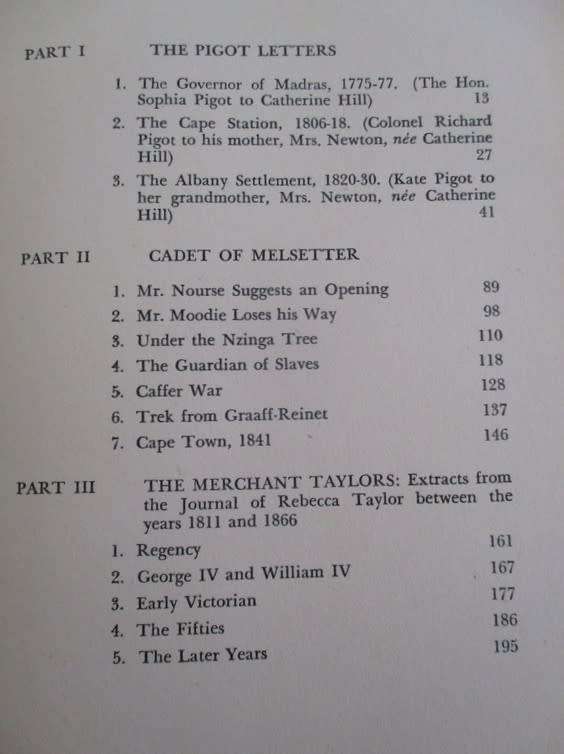 PART I THE PIGOT LETTERS
1. The Governor of Madras, 1775-77. (The Hon.
Sophia Pigot to Catherine Hill) 13
2. The Cape Station, 1806-18. (Colonel Richard
Pigot to his mother, Mrs. Newton, née Catherine
Hill) 27
3. The Albany Settlement, 1820-30. (Kate Pigot to
her grandmother, Mrs. Newton, née Catherine
Hill) 41
PART II CADET OF MELSETTER
1. Mr. Nourse Suggests an Opening 89
2. Mr. Moodie Loses his Way 98
3. Under the Nzinga Tree 110
4. The Guardian of Slaves 118
5. Caffer War 128
6. Trek from Graaff-Reinet 137
7. Cape Town, 1841 146
PART III THE MERCHANT TAYLORS: Extracts from
the Journal of Rebecca Taylor between the
years 1811 and 1866
1. Regency 161
2. George IV and William IV 167
3. Early Victorian 177
4. The Fifties 186
5. The Later Years 195